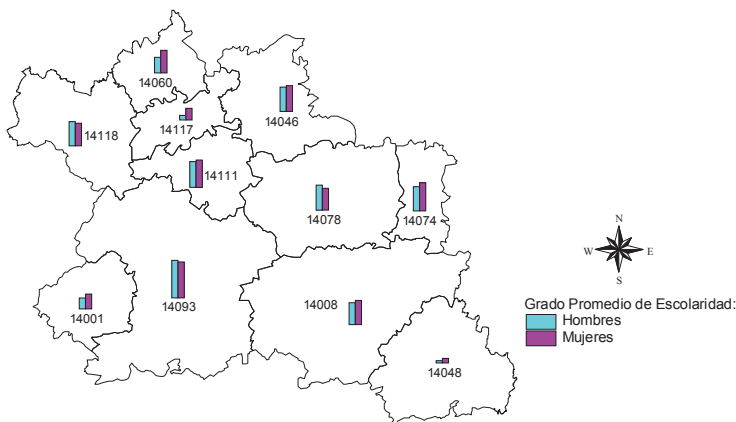 14060
14046
14117
14118
14111
14078
14074
N
W E
S
Grado Promedio de Escolaridad:
Hombres
Mujeres
14008
14093
14001
14048